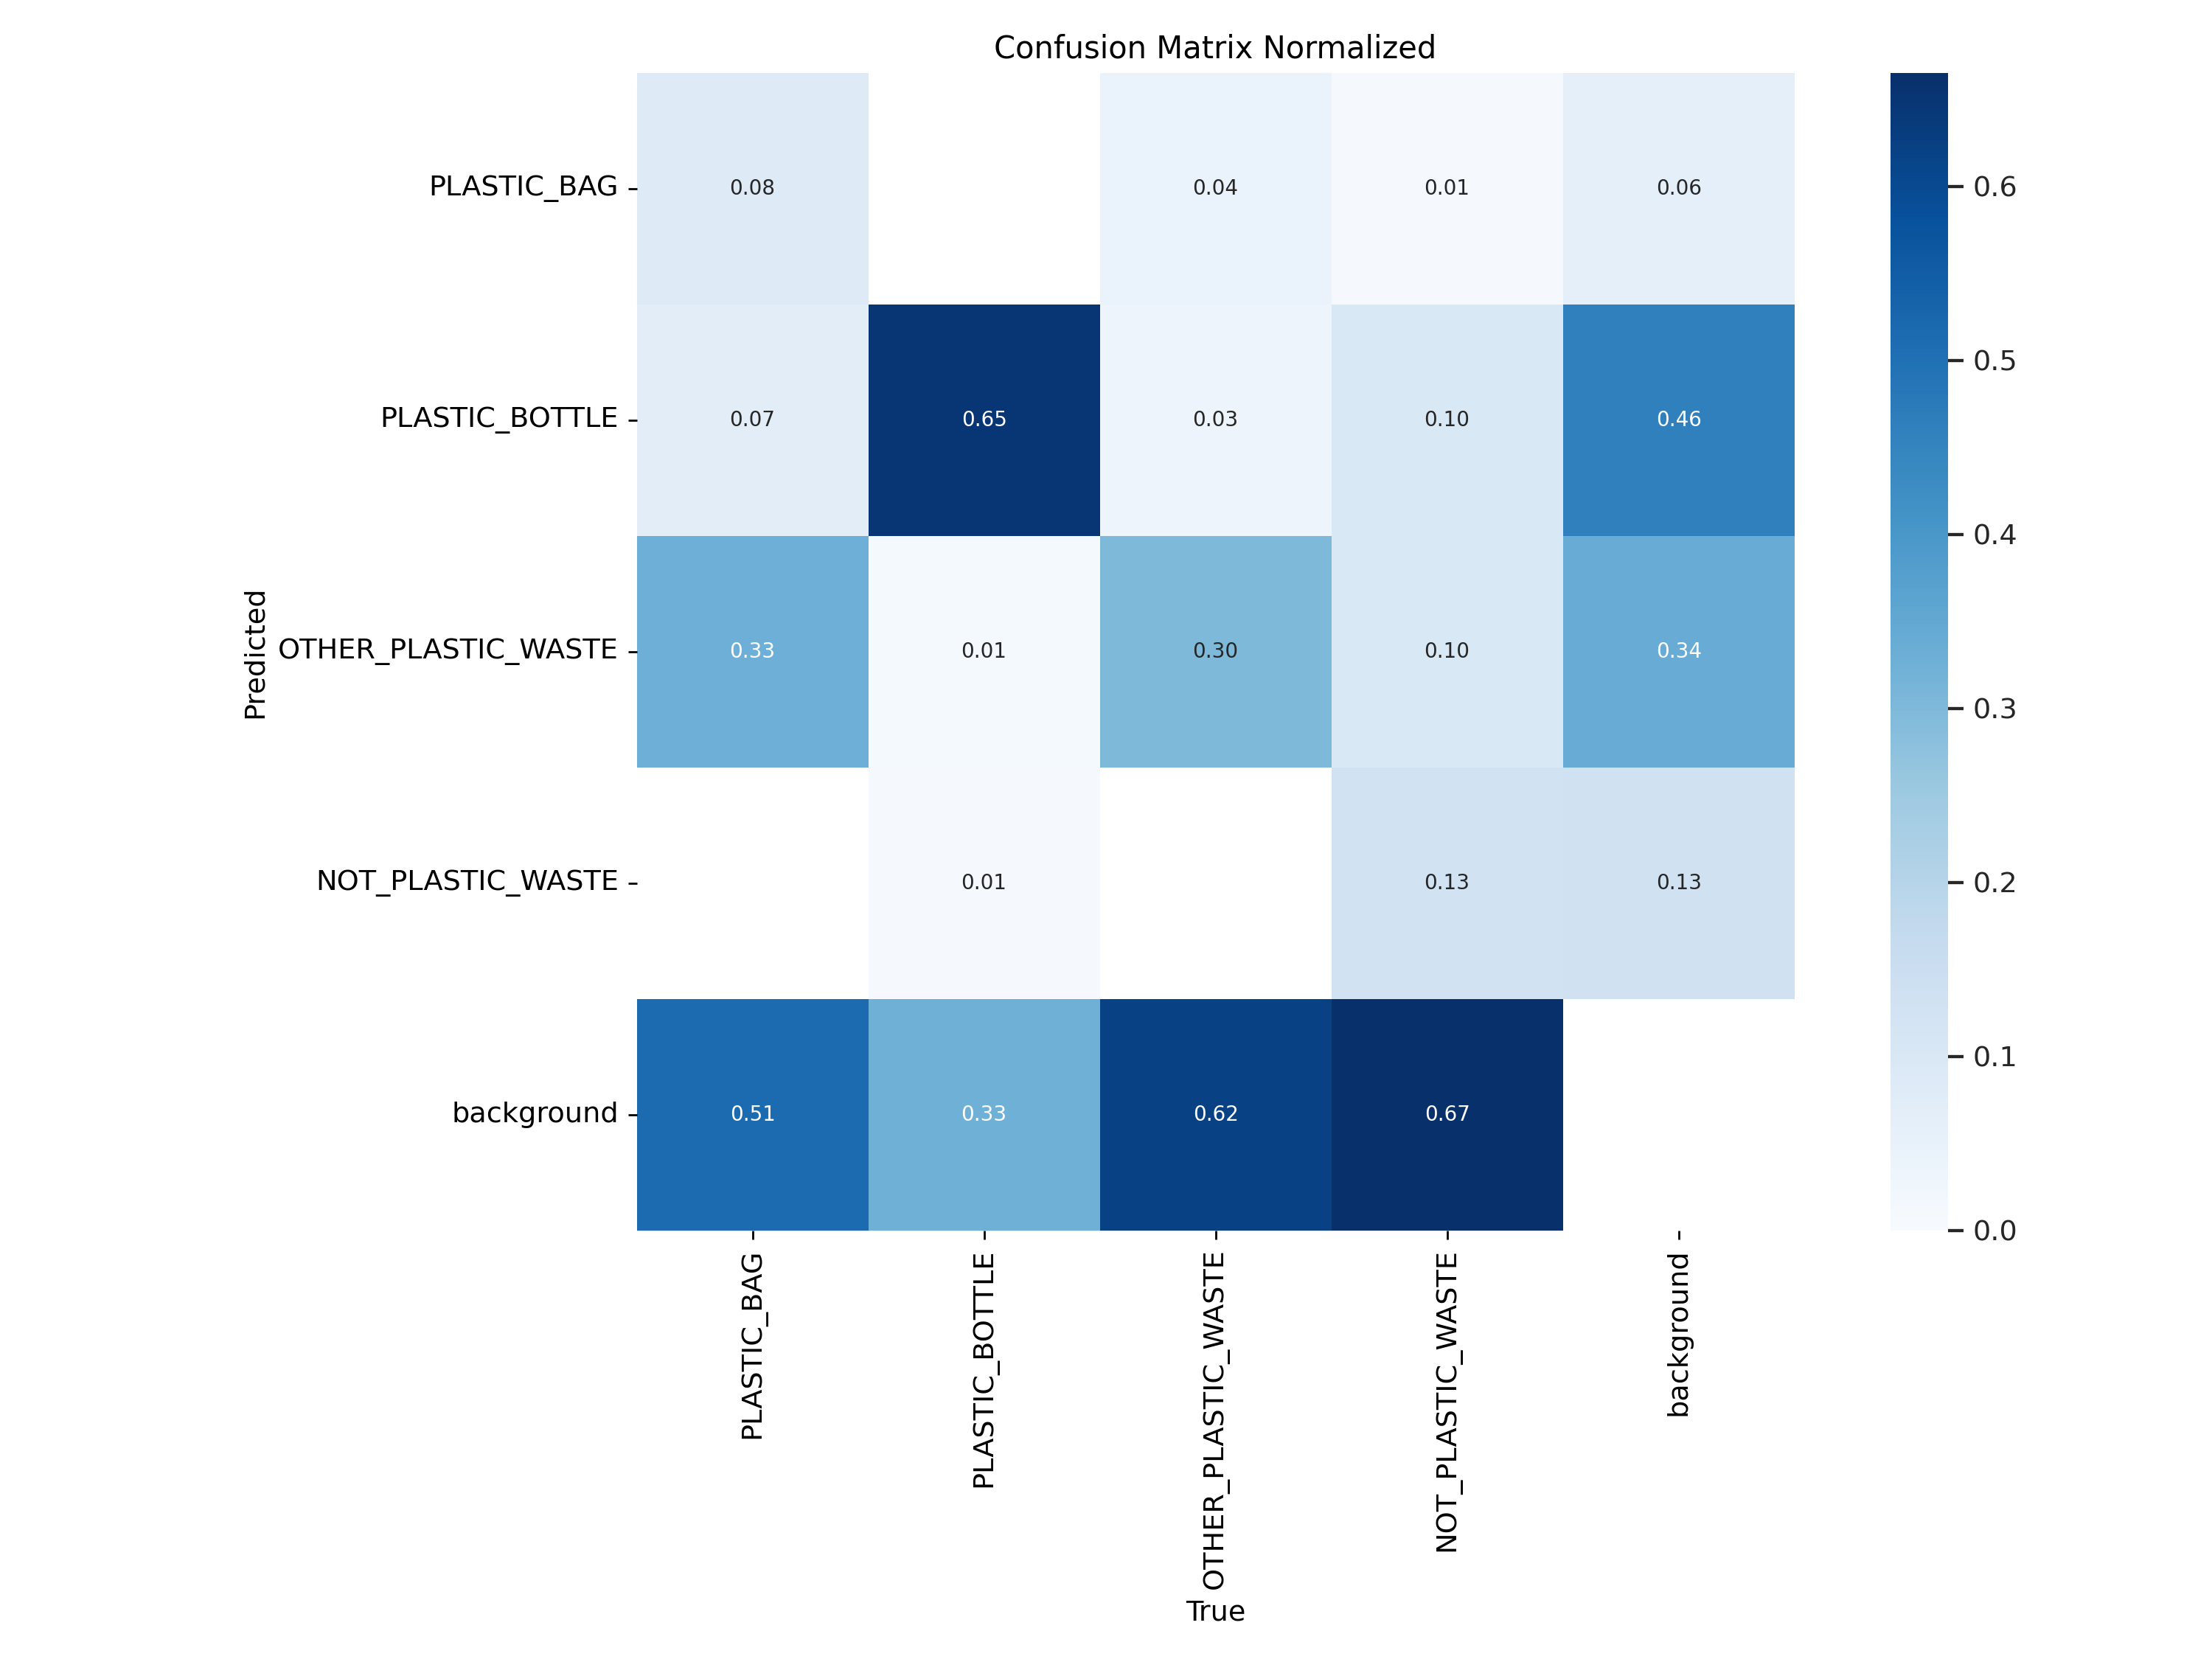 Confusion Matrix Normalized
PLASTIC_BAG
0.08
0.04
0.01
0.06
PLASTIC_BOTTLE
0.07
0.65
0.03
0.10
0.46
OTHER_PLASTIC_WASTE
0.33
0.01
0.30
0.10
0.34
NOT_PLASTIC_WASTE
0.01
0.13
0.13
background
0.51
0.33
0.62
0.67
Predicted
PLASTIC_BAG
PLASTIC_BOTTLE
OTHER_PLASTIC_WASTE
NOT_PLASTIC_WASTE
background
True
0.6
0.5
0.4
0.3
0.2
0.1
0.0